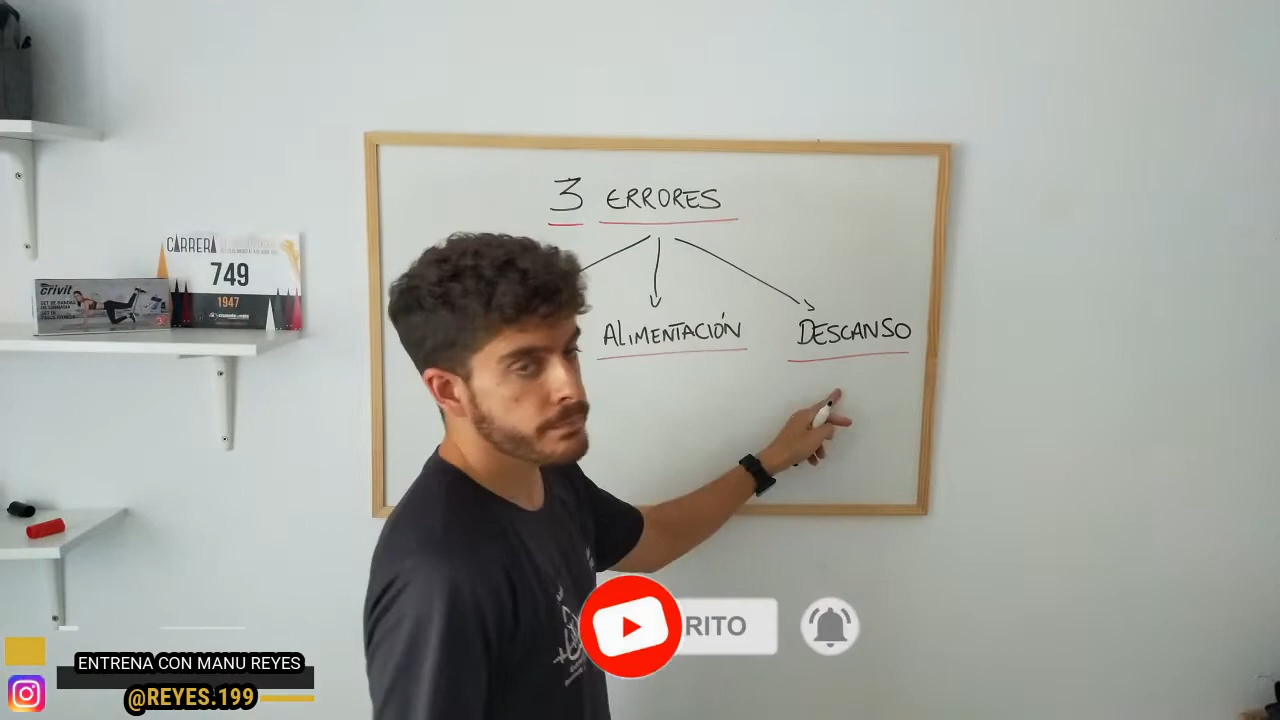 3 ERRORES
ALIMENTACIÓN
DESCANSO
CARRERA
749
1947
crivit
RITO
ENTRENA CON MANU REYES
@REYES.199